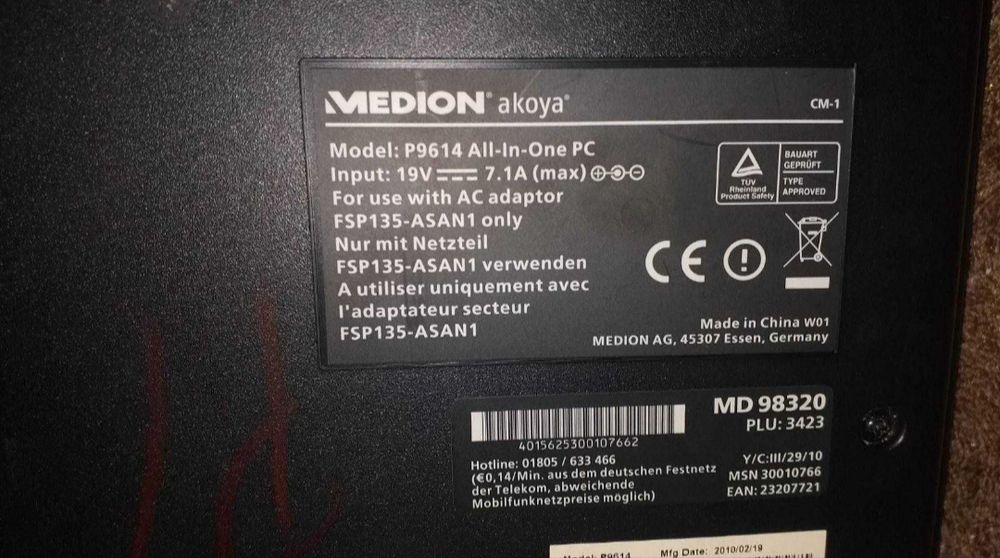 MEDION® akoya®
CM-1
Model: P9614 All-In-One PC
Input: 19V 7.1A (max)
For use with AC adaptor
FSP135-ASAN1 only
Nur mit Netzteil
FSP135-ASAN1 verwenden
A utiliser uniquement avec
l'adaptateur secteur
FSP135-ASAN1
TÜV
Rheinland
Product Safety
BAUART
GEPRÜFT
TYPE
APPROVED
CE
Made in China W01
MEDION AG, 45307 Essen, Germany
MD 98320
PLU: 3423
4015625300107662
Hotline: 01805 / 633 466
(€0,14/Min. aus dem deutschen Festnetz
der Telekom, abweichende
Mobilfunknetzpreise möglich)
Y/C:III/29/10
MSN 30010766
EAN: 23207721
Model: P9614
Mfg Date: 2010/02/19